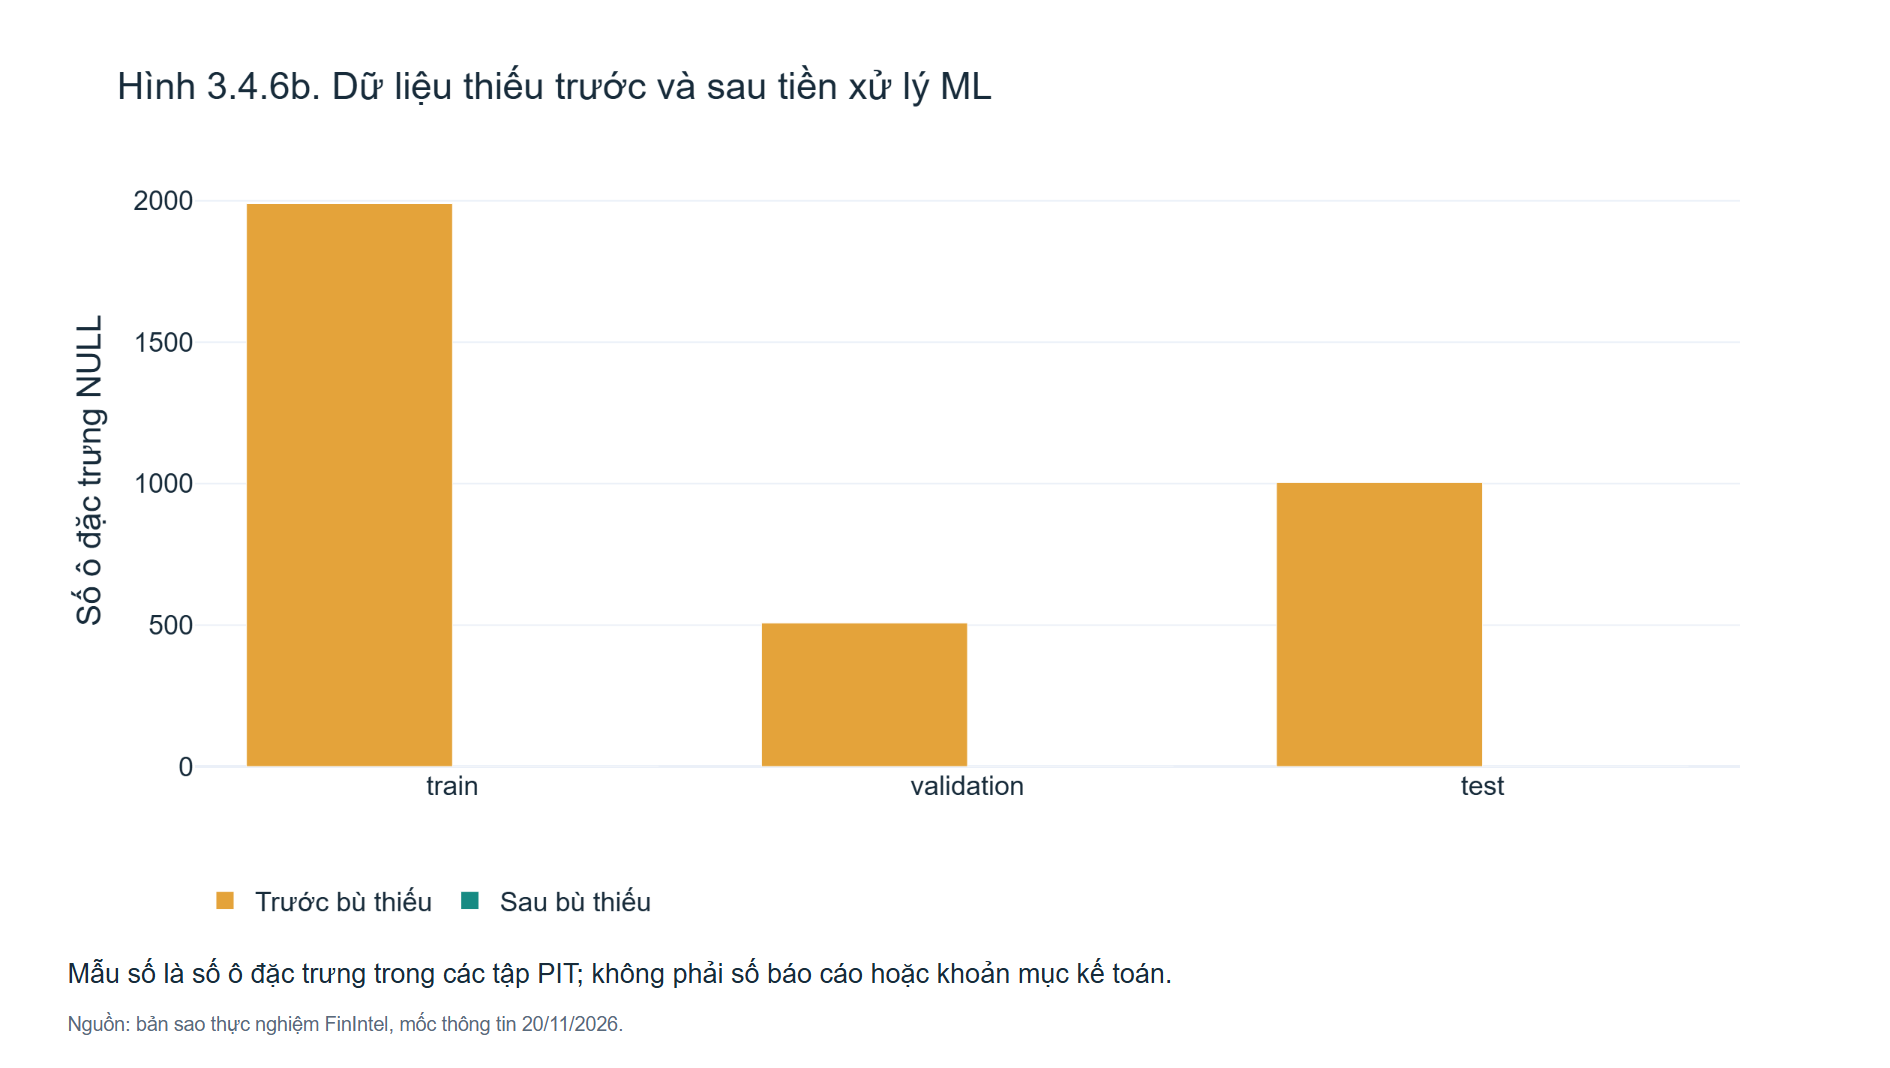 Hình 3.4.6b. Dữ liệu thiếu trước và sau tiền xử lý ML
Số ô đặc trưng NULL
2000
1500
1000
500
0
train
validation
test
Trước bù thiếu
Sau bù thiếu
Mẫu số là số ô đặc trưng trong các tập PIT; không phải số báo cáo hoặc khoản mục kế toán.
Nguồn: bản sao thực nghiệm FinIntel, mốc thông tin 20/11/2026.